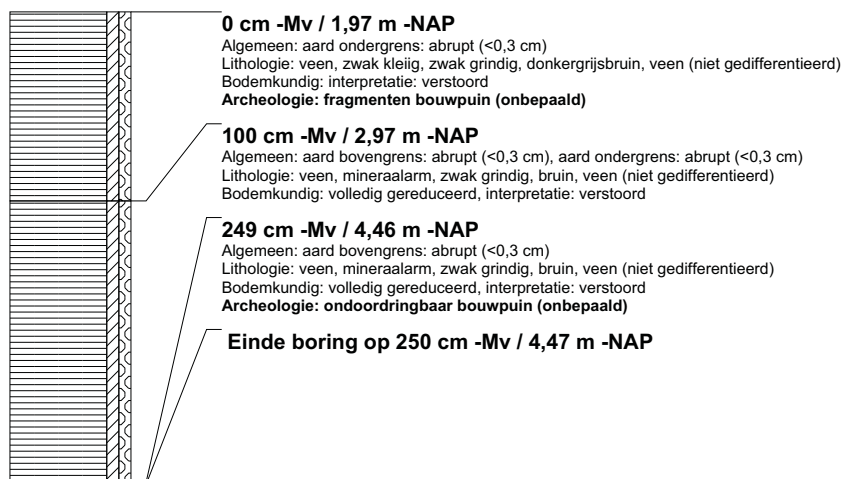 0 cm -Mv / 1,97 m -NAP
Algemeen: aard ondergrens: abrupt (<0,3 cm)
Lithologie: veen, zwak kleiig, zwak grindig, donkergrijsbruin, veen (niet gedifferentieerd)
Bodemkundig: interpretatie: verstoord
Archeologie: fragmenten bouwpuin (onbepaald)
100 cm -Mv / 2,97 m -NAP
Algemeen: aard bovengrens: abrupt (<0,3 cm), aard ondergrens: abrupt (<0,3 cm)
Lithologie: veen, mineraalarm, zwak grindig, bruin, veen (niet gedifferentieerd)
Bodemkundig: volledig gereduceerd, interpretatie: verstoord
249 cm -Mv / 4,46 m -NAP
Algemeen: aard bovengrens: abrupt (<0,3 cm)
Lithologie: veen, mineraalarm, zwak grindig, bruin, veen (niet gedifferentieerd)
Bodemkundig: volledig gereduceerd, interpretatie: verstoord
Archeologie: ondoordringbaar bouwpuin (onbepaald)
Einde boring op 250 cm -Mv / 4,47 m -NAP